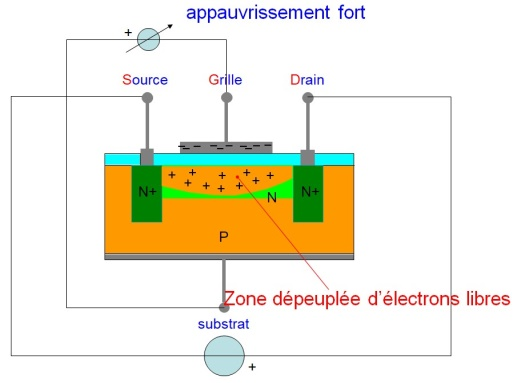 appauvrissement fort
+
Source Grille Drain
- - - - - - -
+ + + + + +
+ + + + + +
N+ N N+
P
Zone dépeuplée d'électrons libres
substrat
+